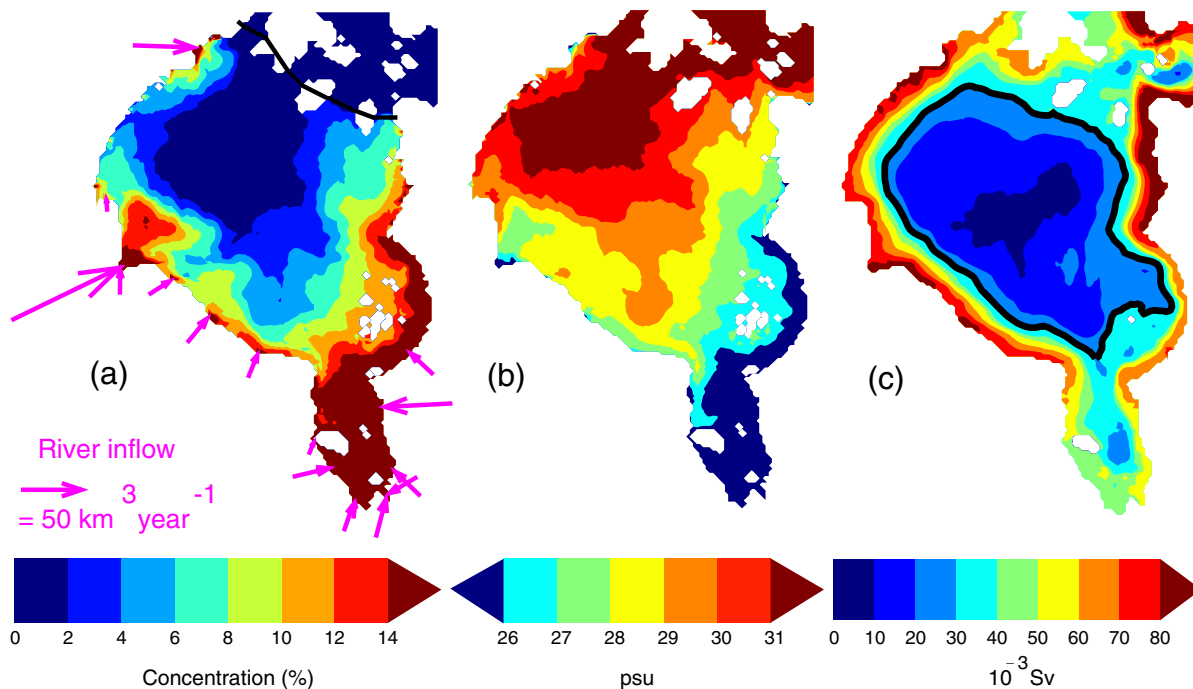 (a)
(b)
(c)
River inflow
3 -1
= 50 km year
0 2 4 6 8 10 12 14
26 27 28 29 30 31
0 10 20 30 40 50 60 70 80
Concentration (%)
psu
10⁻³ Sv